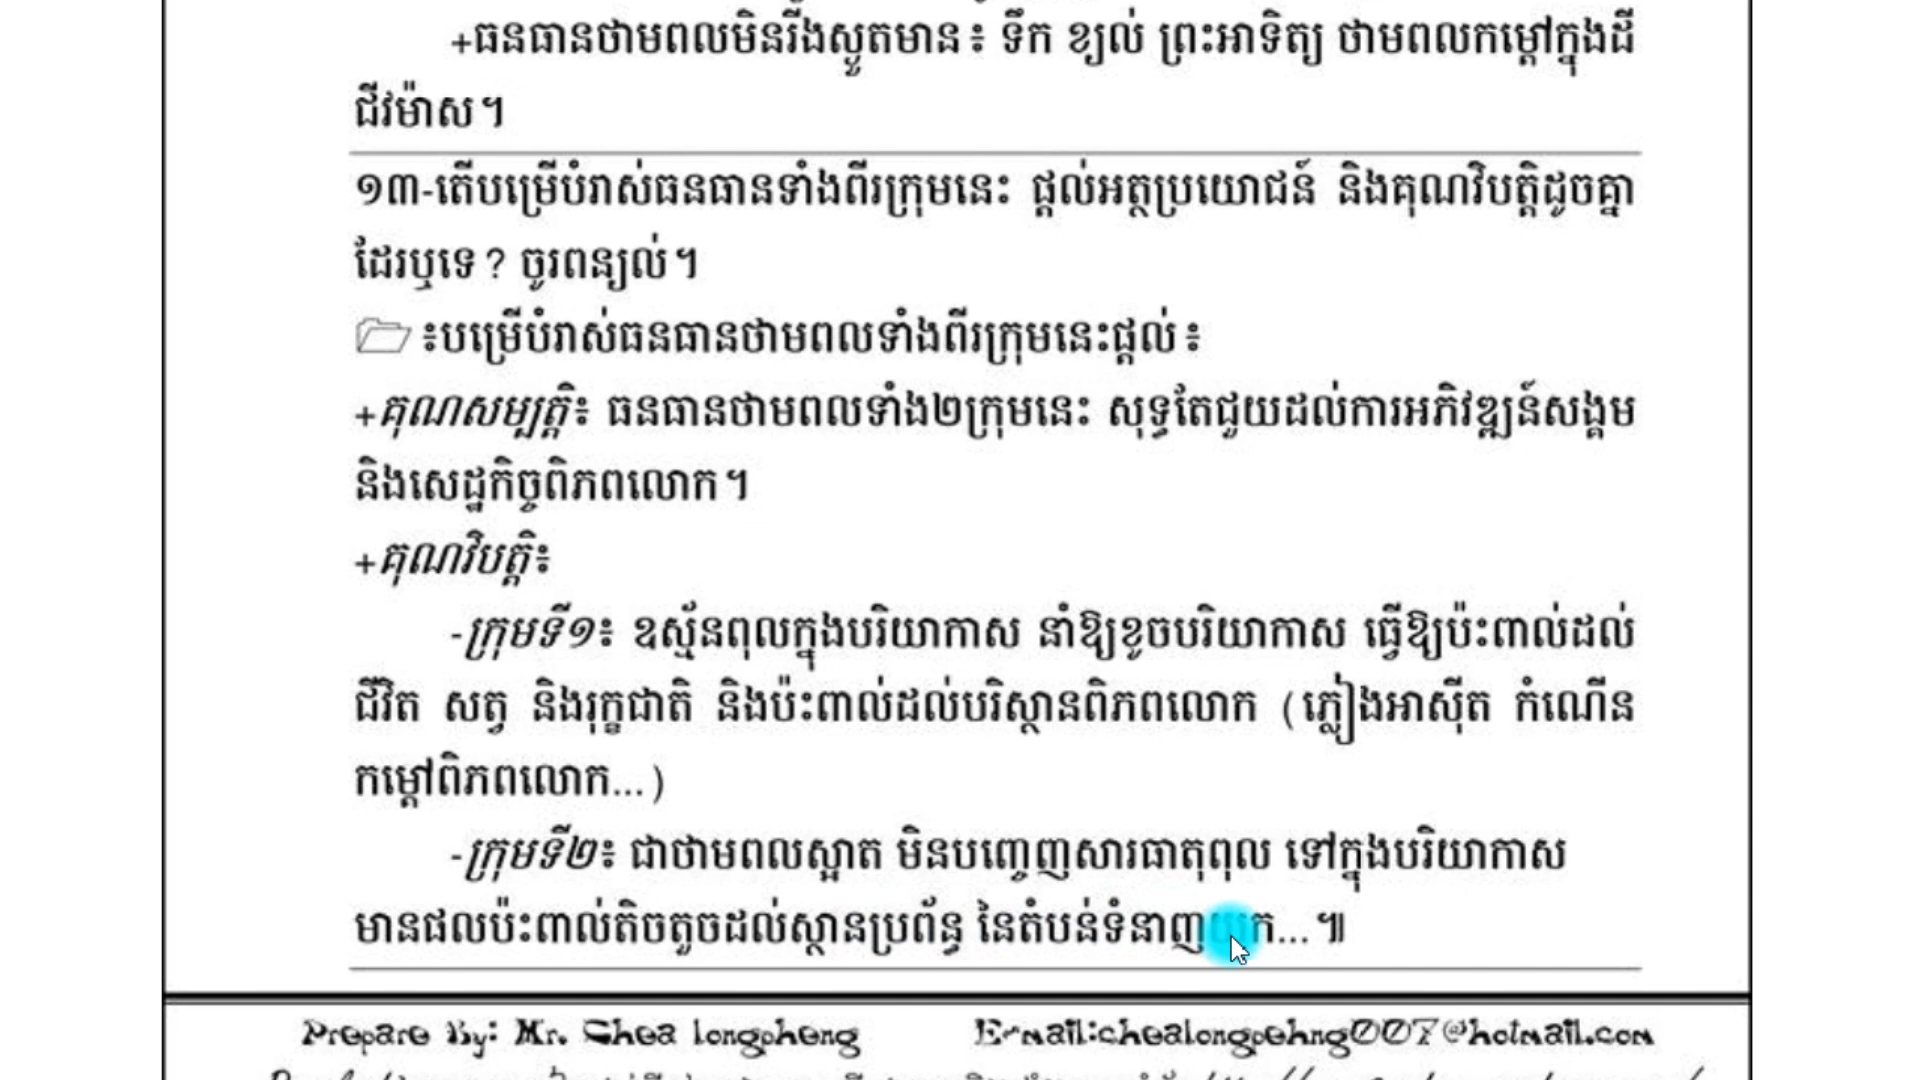 +ធនធានថាមពលមិនរីងស្ងួតមាន៖ ទឹក ខ្យល់ ព្រះអាទិត្យ ថាមពលកម្ដៅក្នុងដី
ជីវម៉ាស។
១៣-តើបម្រើបំរាស់ធនធានទាំងពីរក្រុមនេះ ផ្ដល់អត្ថប្រយោជន៍ និងគុណវិបត្តិដូចគ្នា
ដែរឬទេ? ចូរពន្យល់។
៖បម្រើបំរាស់ធនធានថាមពលទាំងពីរក្រុមនេះផ្ដល់៖
+គុណសម្បត្តិ៖ ធនធានថាមពលទាំង២ក្រុមនេះ សុទ្ធតែជួយដល់ការអភិវឌ្ឍន៍សង្គម
និងសេដ្ឋកិច្ចពិភពលោក។
+គុណវិបត្តិ៖
-ក្រុមទី១៖ ឧស្ម័នពុលក្នុងបរិយាកាស នាំឱ្យខូចបរិយាកាស ធ្វើឱ្យប៉ះពាល់ដល់
ជីវិត សត្វ និងរុក្ខជាតិ និងប៉ះពាល់ដល់បរិស្ថានពិភពលោក (ភ្លៀងអាស៊ីត កំណើន
កម្ដៅពិភពលោក...)
-ក្រុមទី២៖ ជាថាមពលស្អាត មិនបញ្ចេញសារធាតុពុល ទៅក្នុងបរិយាកាស
មានផលប៉ះពាល់តិចតួចដល់ស្ថានប្រព័ន្ធ នៃតំបន់ទំនាញយក...៕
Prepare By: Mr. Chea longpheng E-mail:chealongpehng007@hotmail.com